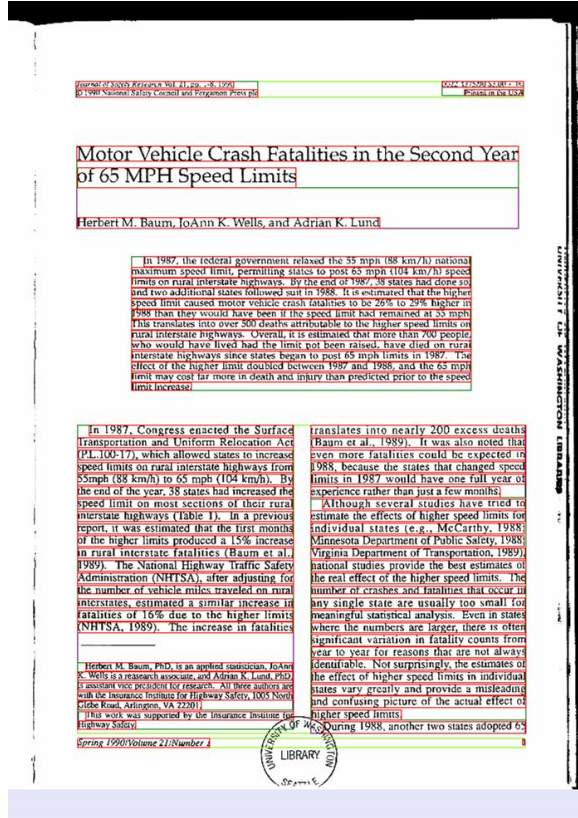 Journal of Safety Research, Vol. 21, pp. 1-8, 1990
© 1990 National Safety Council and Pergamon Press plc
Printed in the USA
Motor Vehicle Crash Fatalities in the Second Year
of 65 MPH Speed Limits
Herbert M. Baum, JoAnn K. Wells, and Adrian K. Lund
In 1987, the federal government relaxed the 55 mph (88 km/h) national
maximum speed limit, permitting states to post 65 mph (104 km/h) speed
limits on rural interstate highways. By the end of 1987, 38 states had done so,
and two additional states followed suit in 1988. It is estimated that the higher
speed limit caused motor vehicle crash fatalities to be 26% to 29% higher in
1988 than they would have been if the speed limit had remained at 55 mph.
This translates into over 500 deaths attributable to the higher speed limits on
rural interstate highways. Overall, it is estimated that more than 700 people,
who would have lived had the limit not been raised, have died on rural
interstate highways since states began to post 65 mph limits in 1987. The
effect of the higher limit doubled between 1987 and 1988, and the 65 mph
limit may cost far more in death and injury than predicted prior to the speed
limit increase.
In 1987, Congress enacted the Surface
Transportation and Uniform Relocation Act
(P.L.100-17), which allowed states to increase
speed limits on rural interstate highways from
55mph (88 km/h) to 65 mph (104 km/h). By
the end of the year, 38 states had increased the
speed limit on most sections of their rural
interstate highways (Table 1). In a previous
report, it was estimated that the first months
of the higher limits produced a 15% increase
in rural interstate fatalities (Baum et al.,
1989). The National Highway Traffic Safety
Administration (NHTSA), after adjusting for
the number of vehicle miles traveled on rural
interstates, estimated a similar increase in
fatalities of 16% due to the higher limits
(NHTSA, 1989). The increase in fatalities
Herbert M. Baum, PhD, is an applied statistician, JoAnn
K. Wells is a reasearch associate, and Adrian K. Lund, PhD,
is assistant vice president for research. All three authors are
with the Insurance Institute for Highway Safety, 1005 North
Glebe Road, Arlington, VA 22201.
This work was supported by the Insurance Institute for
Highway Safety.
translates into nearly 200 excess deaths
(Baum et al., 1989). It was also noted that
even more fatalities could be expected in
1988, because the states that changed speed
limits in 1987 would have one full year of
experience rather than just a few months.
Although several studies have tried to
estimate the effects of higher speed limits for
individual states (e.g., McCarthy, 1988;
Minnesota Department of Public Safety, 1988;
Virginia Department of Transportation, 1989),
national studies provide the best estimates of
the real effect of the higher speed limits. The
number of crashes and fatalities that occur in
any single state are usually too small for
meaningful statistical analysis. Even in states
where the numbers are larger, there is often
significant variation in fatality counts from
year to year for reasons that are not always
identifiable. Not surprisingly, the estimates of
the effect of higher speed limits in individual
states vary greatly and provide a misleading
and confusing picture of the actual effect of
higher speed limits.
During 1988, another two states adopted 65
Spring 1990/Volume 21/Number 1
1
UNIVERSITY OF WASHINGTON
LIBRARY
SEATTLE
UNIVERSITY OF WASHINGTON LIBRARIES